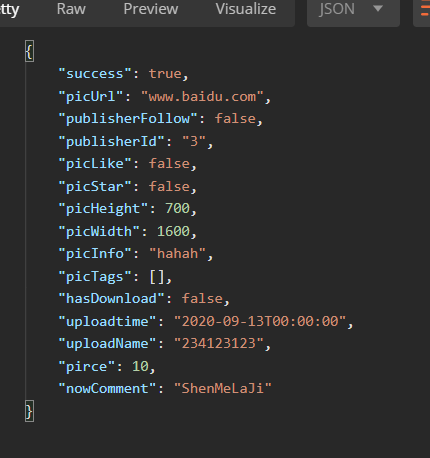 etty Raw Preview Visualize JSON
{
"success": true,
"picUrl": "www.baidu.com",
"publisherFollow": false,
"publisherId": "3",
"picLike": false,
"picStar": false,
"picHeight": 700,
"picWidth": 1600,
"picInfo": "hahah",
"picTags": [],
"hasDownload": false,
"uploadtime": "2020-09-13T00:00:00",
"uploadName": "234123123",
"pirce": 10,
"nowComment": "ShenMeLaJi"
}